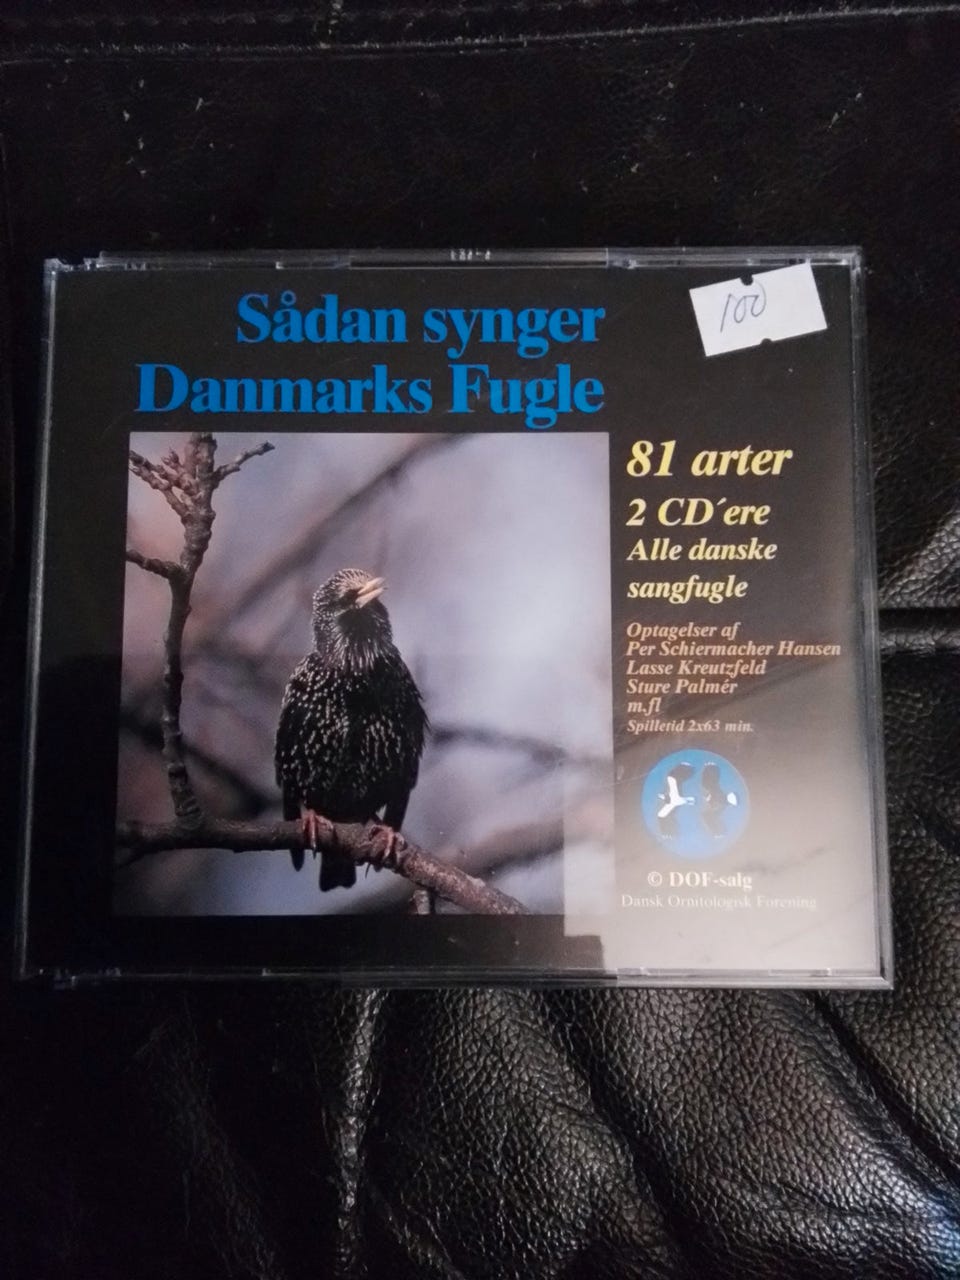 Sådan synger
Danmarks Fugle
100
81 arter
2 CD´ere
Alle danske
sangfugle
Optagelser af
Per Schiermacher Hansen
Lasse Kreutzfeld
Sture Palmér
m.fl
Spilletid 2x63 min.
© DOF-salg
Dansk Ornitologisk Forening